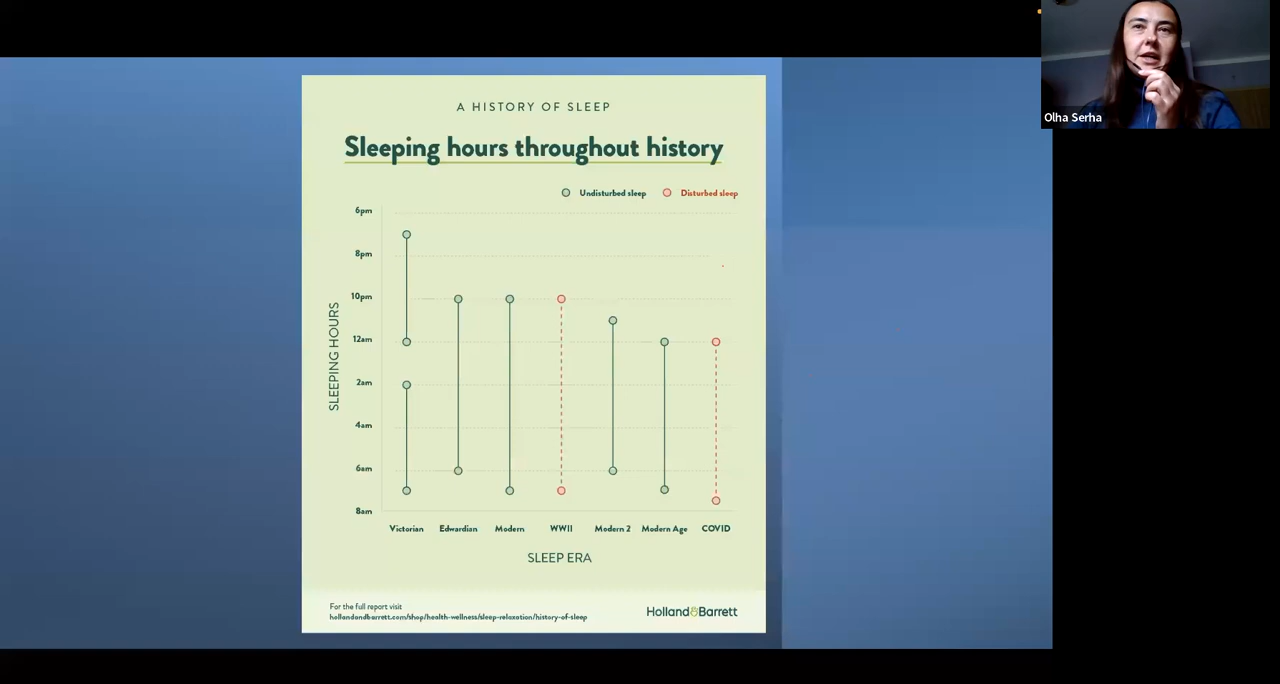 Olha Serha
A HISTORY OF SLEEP
Sleeping hours throughout history
Undisturbed sleep
Disturbed sleep
6pm
8pm
10pm
12am
2am
4am
6am
8am
SLEEPING HOURS
Victorian Edwardian Modern WWII Modern 2 Modern Age COVID
SLEEP ERA
For the full report visit
hollandandbarrett.com/shop/health-wellness/sleep-relaxation/history-of-sleep
Holland&Barrett